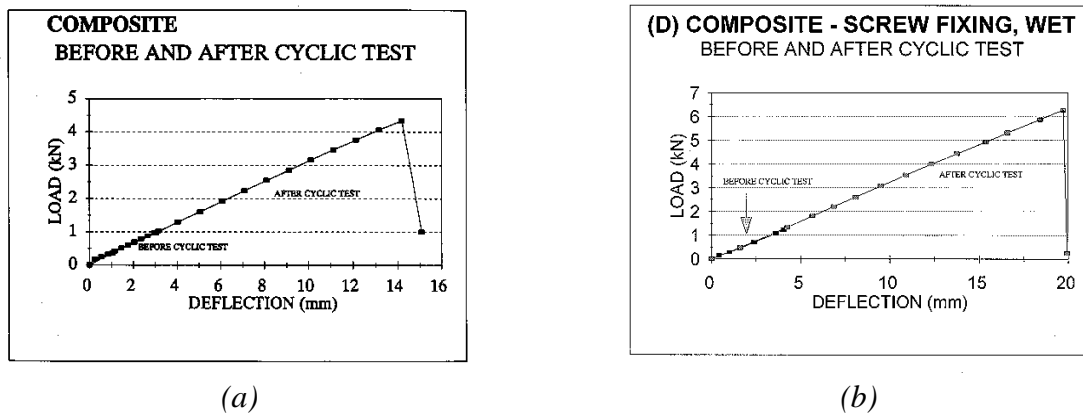 COMPOSITE
BEFORE AND AFTER CYCLIC TEST
5
4
3
2
1
0
LOAD (kN)
AFTER CYCLIC TEST
BEFORE CYCLIC TEST
0 2 4 6 8 10 12 14 16
DEFLECTION (mm)
(a)
(D) COMPOSITE - SCREW FIXING, WET
BEFORE AND AFTER CYCLIC TEST
7
6
5
4
3
2
1
0
LOAD (kN)
BEFORE CYCLIC TEST
AFTER CYCLIC TEST
0 5 10 15 20
DEFLECTION (mm)
(b)